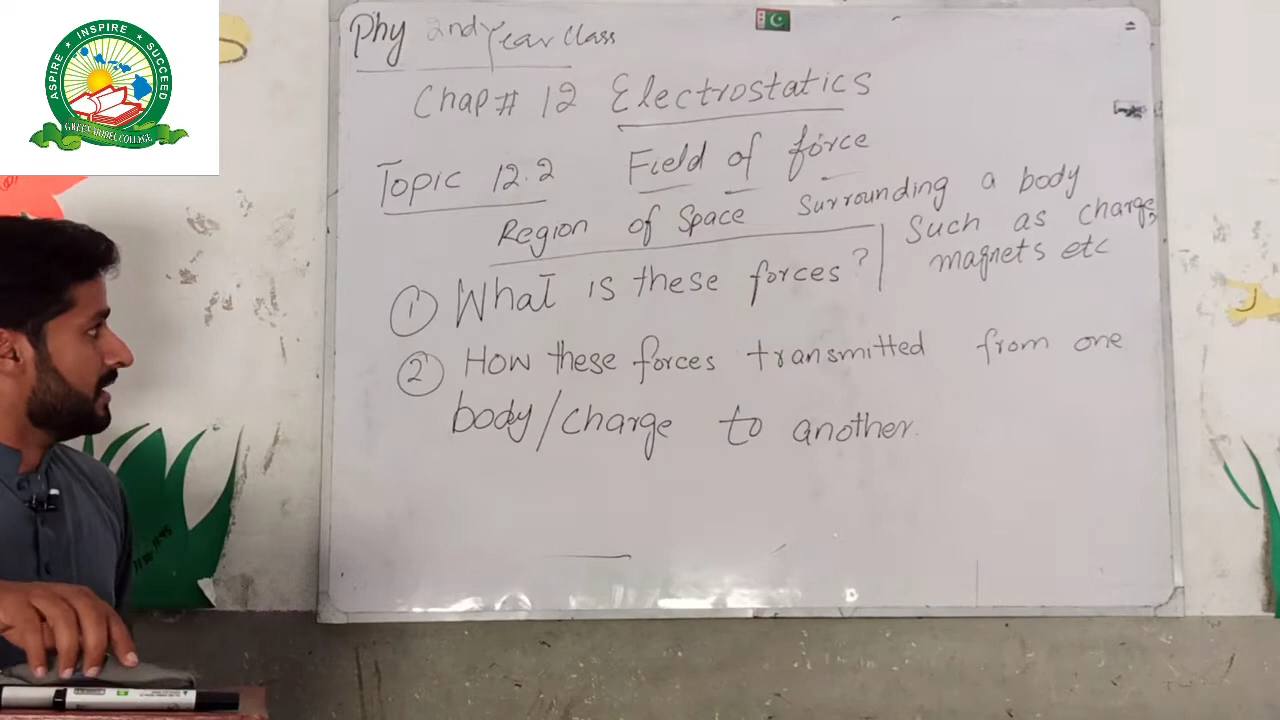 ASPIRE ★ INSPIRE ★ SUCCEED
Phy 2nd Year Class
Chap# 12 Electrostatics
Topic 12.2 Field of force
Region of Space Surrounding a body
Such as charge,
magnets etc
① What is these forces?
② How these forces transmitted from one
body/charge to another.